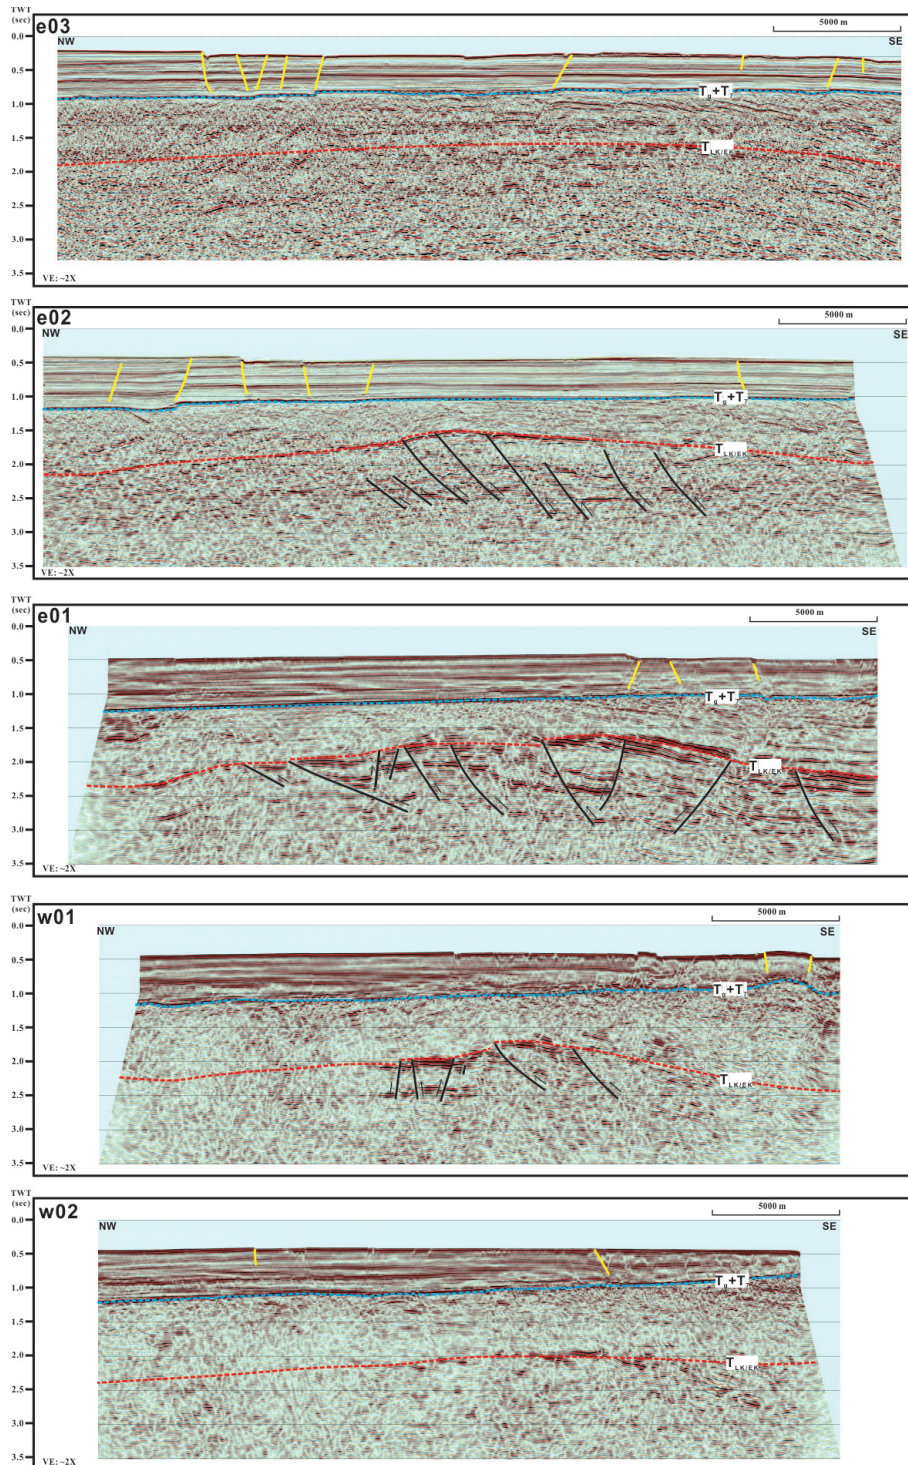 TWT
(sec)
e03
5000 m
NW
SE
0.0
0.5
1.0
1.5
2.0
2.5
3.0
3.5
Tg+T7
TLK/EK
VE: ~2X
TWT
(sec)
e02
5000 m
NW
SE
0.0
0.5
1.0
1.5
2.0
2.5
3.0
3.5
Tg+T7
TLK/EK
VE: ~2X
TWT
(sec)
e01
5000 m
NW
SE
0.0
0.5
1.0
1.5
2.0
2.5
3.0
3.5
Tg+T7
TLK/EK
VE: ~2X
TWT
(sec)
w01
5000 m
NW
SE
0.0
0.5
1.0
1.5
2.0
2.5
3.0
3.5
Tg+T7
TLK/EK
VE: ~2X
TWT
(sec)
w02
5000 m
NW
SE
0.0
0.5
1.0
1.5
2.0
2.5
3.0
3.5
Tg+T7
TLK/EK
VE: ~2X